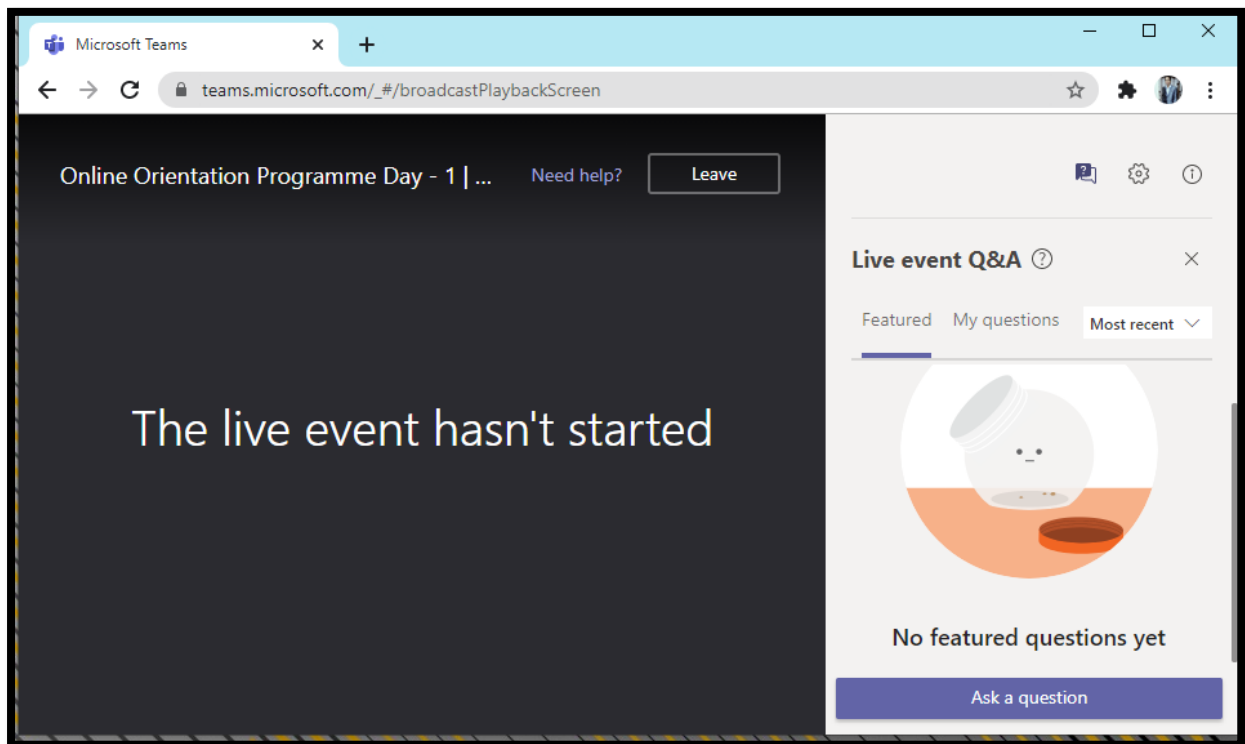 Microsoft Teams
teams.microsoft.com/_#/broadcastPlaybackScreen
Online Orientation Programme Day - 1 | ... Need help? Leave
The live event hasn't started
Live event Q&A
Featured My questions Most recent
No featured questions yet
Ask a question